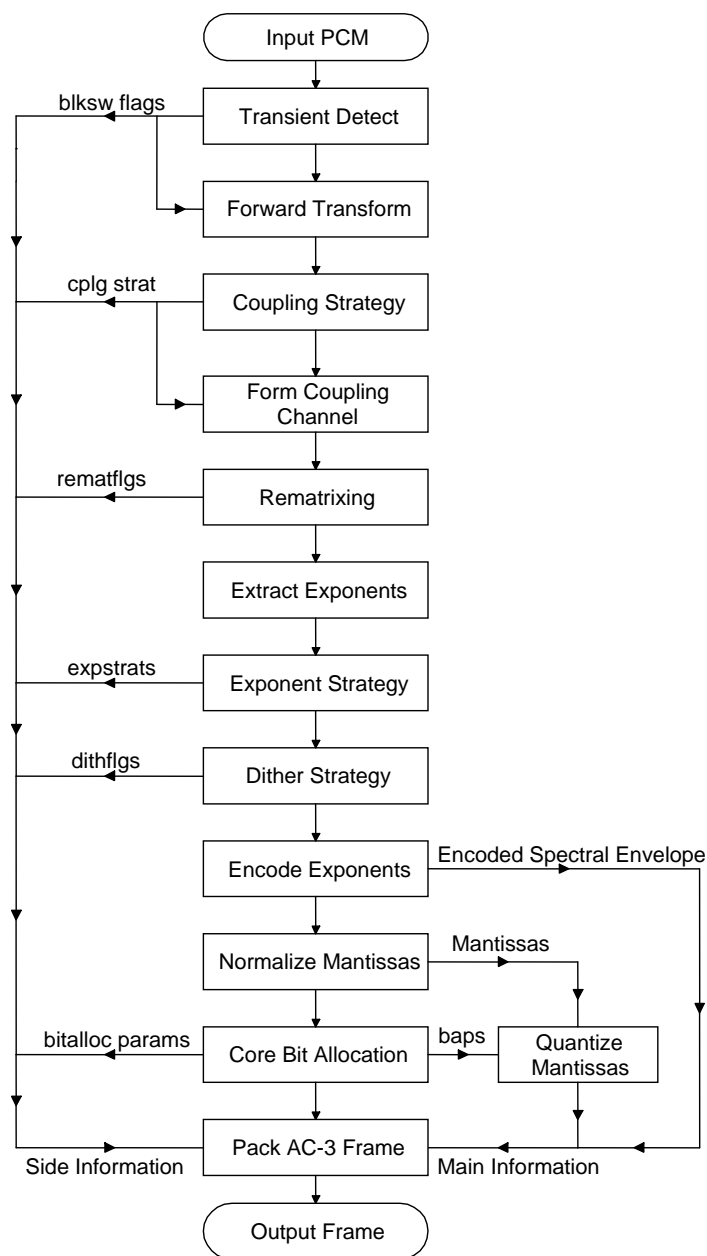 Input PCM
blksw flags
Transient Detect
Forward Transform
cplg strat
Coupling Strategy
Form Coupling
Channel
rematflgs
Rematrixing
Extract Exponents
expstrats
Exponent Strategy
dithflgs
Dither Strategy
Encode Exponents
Encoded Spectral Envelope
Normalize Mantissas
Mantissas
bitalloc params
Core Bit Allocation
baps
Quantize
Mantissas
Pack AC-3 Frame
Side Information
Main Information
Output Frame